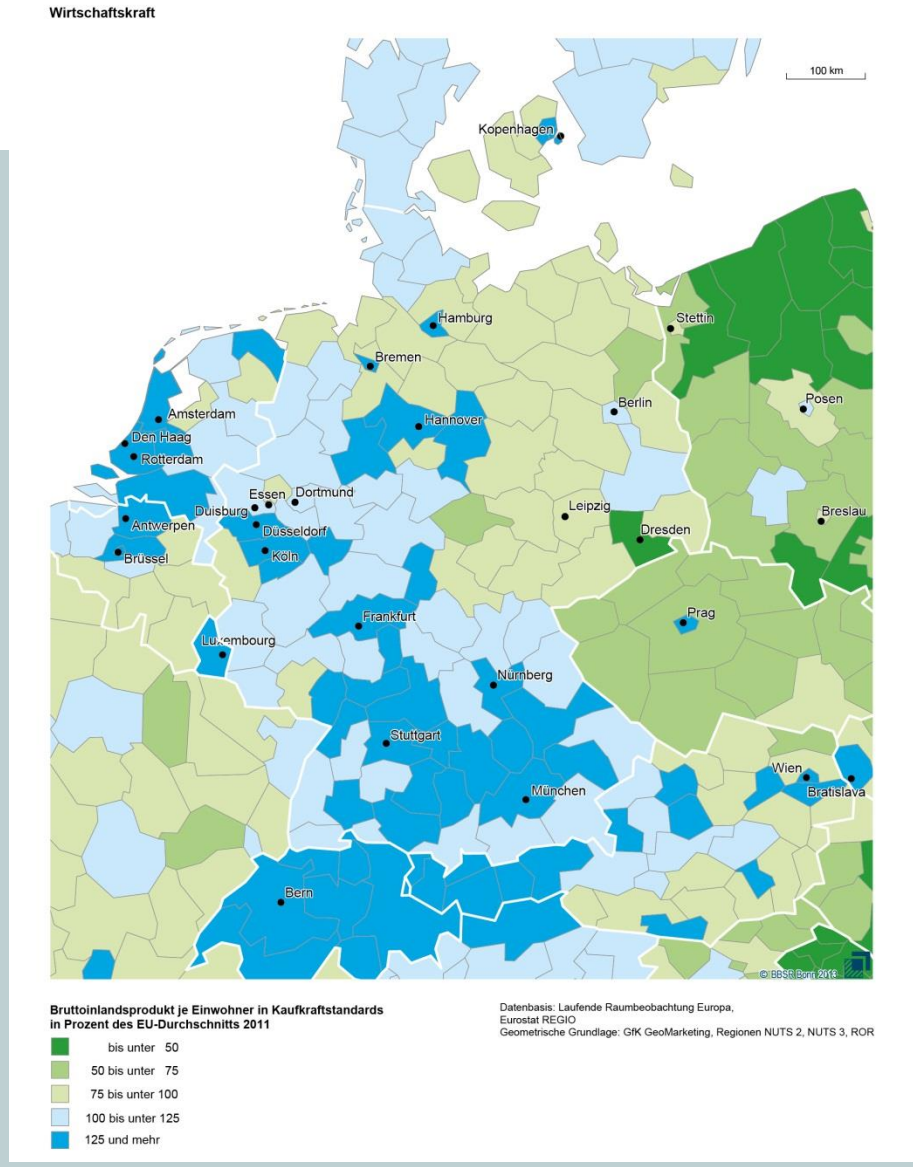 Wirtschaftskraft
100 km
Kopenhagen
Hamburg
Stettin
Bremen
Berlin
Posen
Amsterdam
Hannover
Den Haag
Rotterdam
Essen
Dortmund
Duisburg
Leipzig
Breslau
Antwerpen
Düsseldorf
Dresden
Brüssel
Köln
Frankfurt
Prag
Luxembourg
Nürnberg
Stuttgart
Wien
München
Bratislava
Bern
© BBSR Bonn 2013
Bruttoinlandsprodukt je Einwohner in Kaufkraftstandards
in Prozent des EU-Durchschnitts 2011
bis unter 50
50 bis unter 75
75 bis unter 100
100 bis unter 125
125 und mehr
Datenbasis: Laufende Raumbeobachtung Europa,
Eurostat REGIO
Geometrische Grundlage: GfK GeoMarketing, Regionen NUTS 2, NUTS 3, ROR